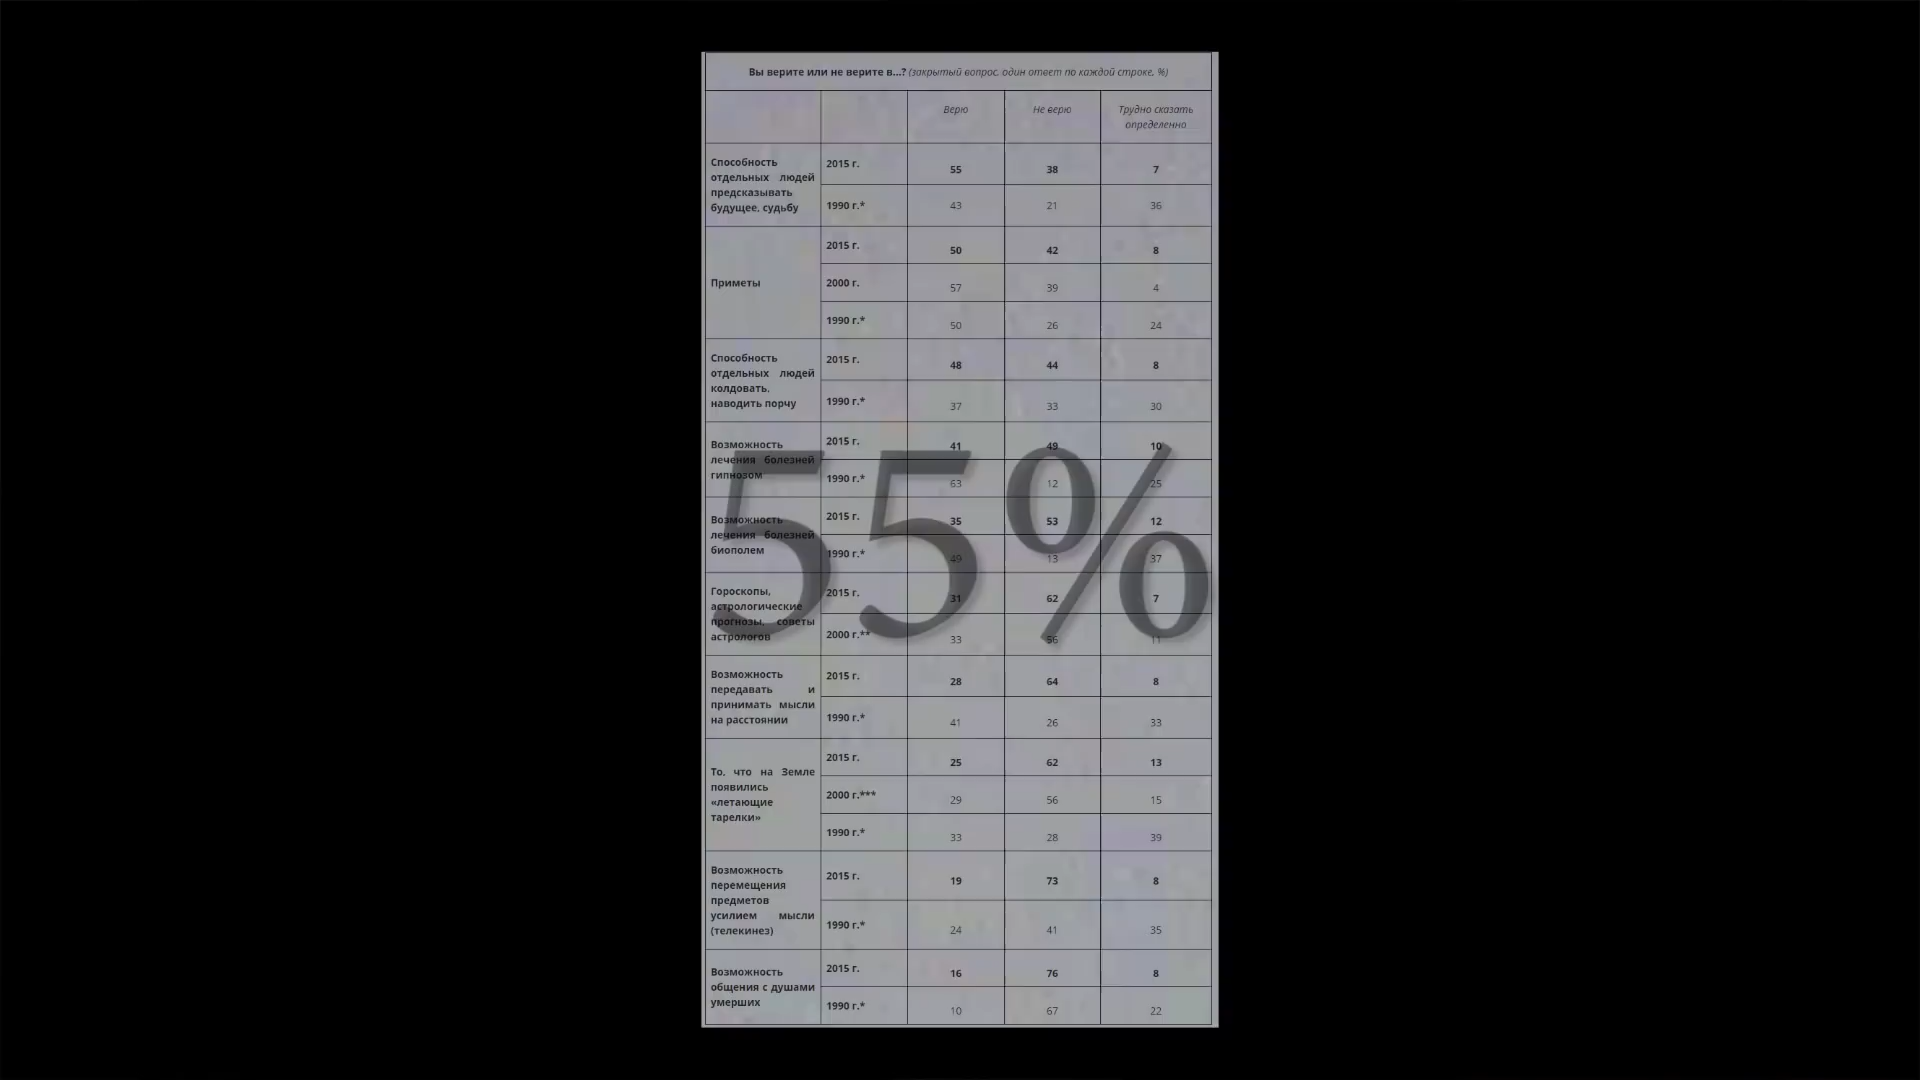 Вы верите или не верите в...? (закрытый вопрос, один ответ по каждой строке, %)
Верю Не верю Трудно сказать
определенно
Способность
отдельных людей
предсказывать
будущее, судьбу
2015 г. 55 38 7
1990 г.* 43 21 36
Приметы
2015 г. 50 42 8
2000 г. 57 39 4
1990 г.* 50 26 24
Способность
отдельных людей
колдовать,
наводить порчу
2015 г. 48 44 8
1990 г.* 37 33 30
Возможность
лечения болезней
гипнозом
2015 г. 41 49 10
1990 г.* 63 12 25
Возможность
лечения болезней
биополем
2015 г. 35 53 12
1990 г.* 49 13 37
Гороскопы,
астрологические
прогнозы, советы
астрологов
2015 г. 31 62 7
2000 г.** 33 56 11
Возможность
передавать и
принимать мысли
на расстоянии
2015 г. 28 64 8
1990 г.* 41 26 33
То, что на Земле
появились
«летающие
тарелки»
2015 г. 25 62 13
2000 г.*** 29 56 15
1990 г.* 33 28 39
Возможность
перемещения
предметов
усилием мысли
(телекинез)
2015 г. 19 73 8
1990 г.* 24 41 35
Возможность
общения с душами
умерших
2015 г. 16 76 8
1990 г.* 10 67 22
55%